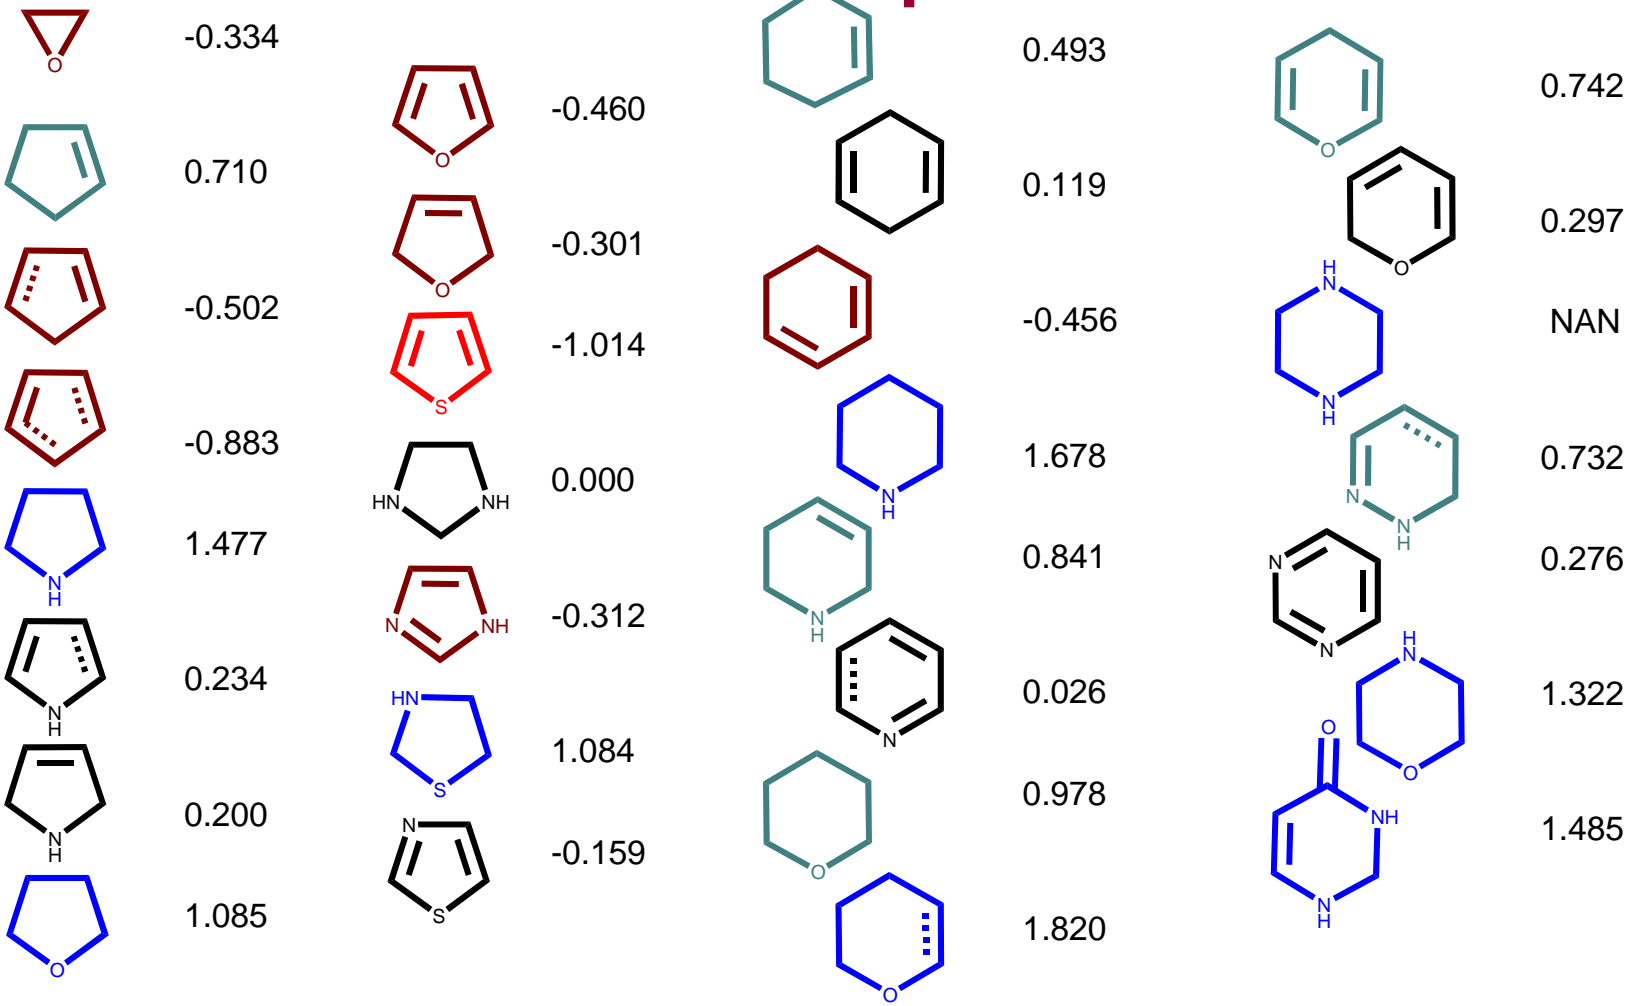 O
-0.334
0.710
-0.502
-0.883
N
H
1.477
N
H
0.234
N
H
0.200
O
1.085
O
-0.460
O
-0.301
S
-1.014
HN
NH
0.000
N
NH
-0.312
HN
S
1.084
N
S
-0.159
0.493
0.119
-0.456
N
H
1.678
N
H
0.841
N
0.026
O
0.978
O
1.820
O
0.742
O
0.297
H
N
N
H
NAN
N
N
H
0.732
N
N
0.276
H
N
O
1.322
O
NH
N
H
1.485